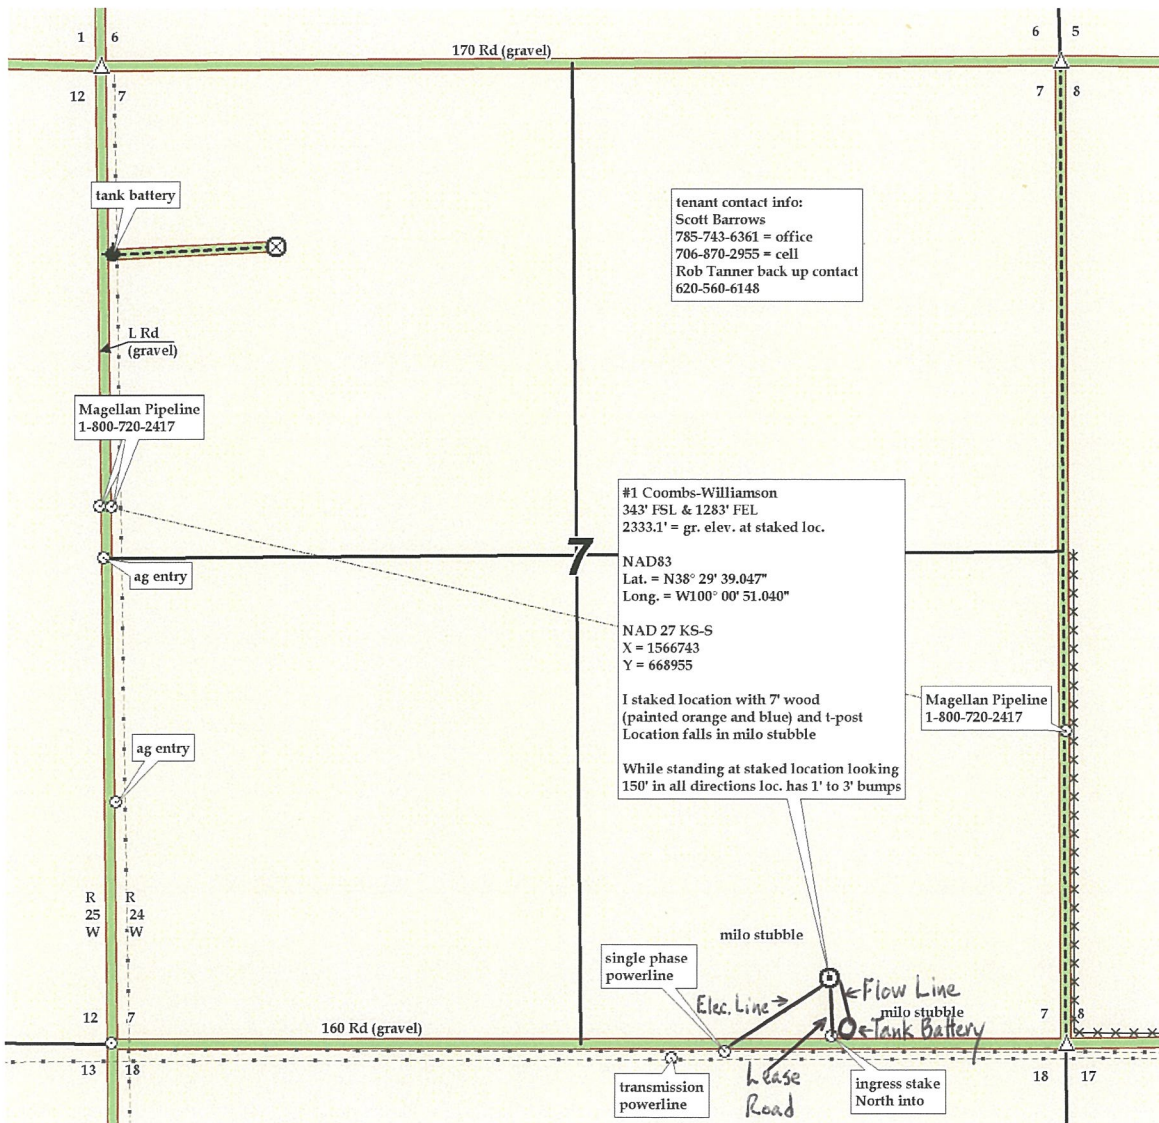 1
6
170 Rd (gravel)
6
5
12
7
7
8
tank battery
tenant contact info:
Scott Barrows
785-743-6361 = office
706-870-2955 = cell
Rob Tanner back up contact
620-560-6148
L Rd
(gravel)
Magellan Pipeline
1-800-720-2417
#1 Coombs-Williamson
343' FSL & 1283' FEL
2333.1' = gr. elev. at staked loc.
NAD83
Lat. = N38° 29' 39.047"
Long. = W100° 00' 51.040"
NAD 27 KS-S
X = 1566743
Y = 668955
I staked location with 7' wood
(painted orange and blue) and t-post
Location falls in milo stubble
While standing at staked location looking
150' in all directions loc. has 1' to 3' bumps
7
ag entry
Magellan Pipeline
1-800-720-2417
ag entry
R
25
W
R
24
W
milo stubble
single phase
powerline
Elec. Line
Flow Line
milo stubble
Tank Battery
12
7
160 Rd (gravel)
7
8
13
18
transmission
powerline
Lease
Road
ingress stake
North into
18
17